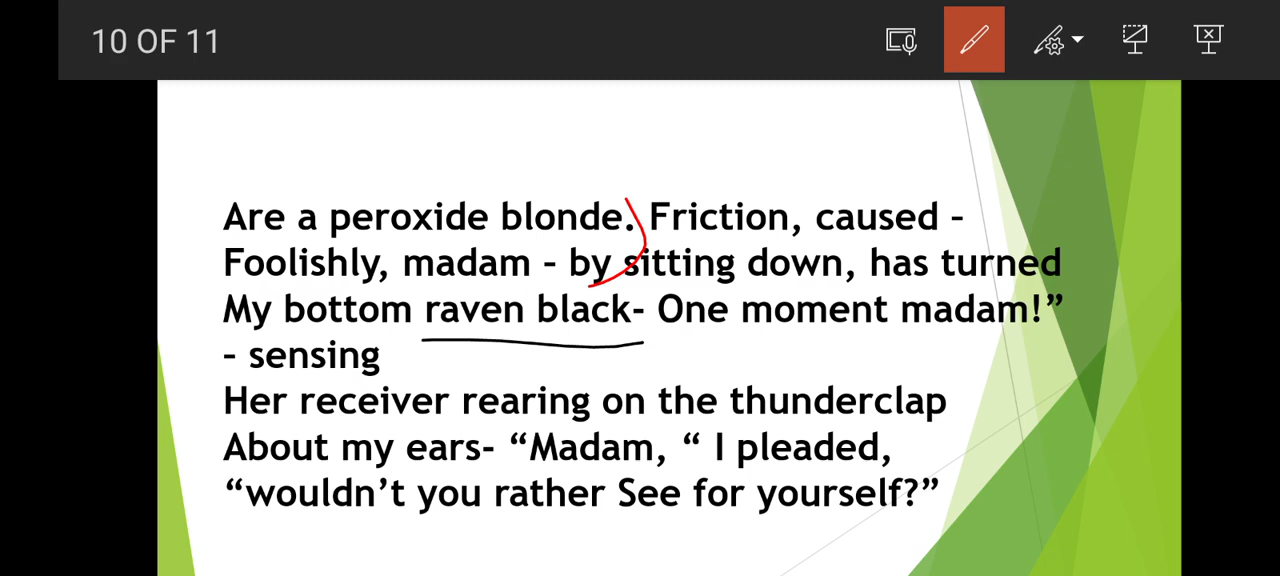 10 OF 11
Are a peroxide blonde. Friction, caused –
Foolishly, madam – by sitting down, has turned
My bottom raven black- One moment madam!”
– sensing
Her receiver rearing on the thunderclap
About my ears- “Madam, “ I pleaded,
“wouldn’t you rather See for yourself?”